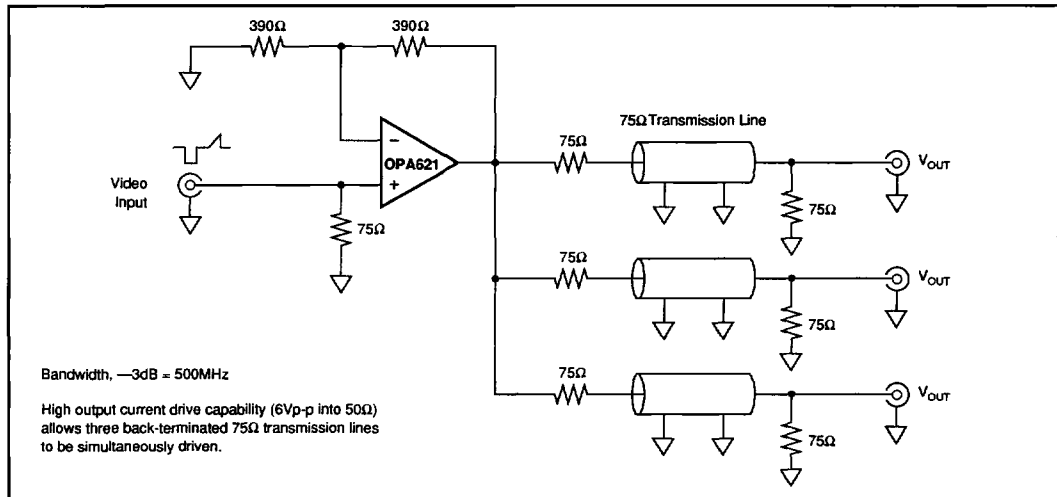 390Ω
390Ω
75Ω Transmission Line
75Ω
OPA621
−
+
VOUT
Video
Input
75Ω
75Ω
75Ω
VOUT
75Ω
75Ω
VOUT
75Ω
Bandwidth, —3dB = 500MHz
High output current drive capability (6Vp-p into 50Ω)
allows three back-terminated 75Ω transmission lines
to be simultaneously driven.